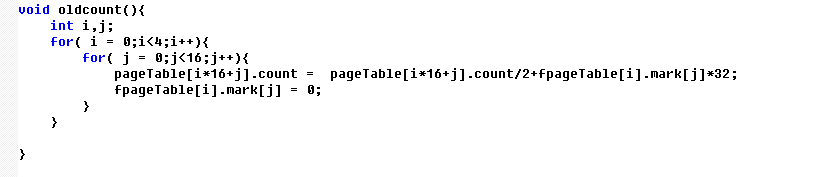 void oldcount(){
    int i,j;
    for( i = 0;i<4;i++){
        for( j = 0;j<16;j++){
            pageTable[i*16+j].count =  pageTable[i*16+j].count/2+fpageTable[i].mark[j]*32;
            fpageTable[i].mark[j] = 0;
        }
    }

}